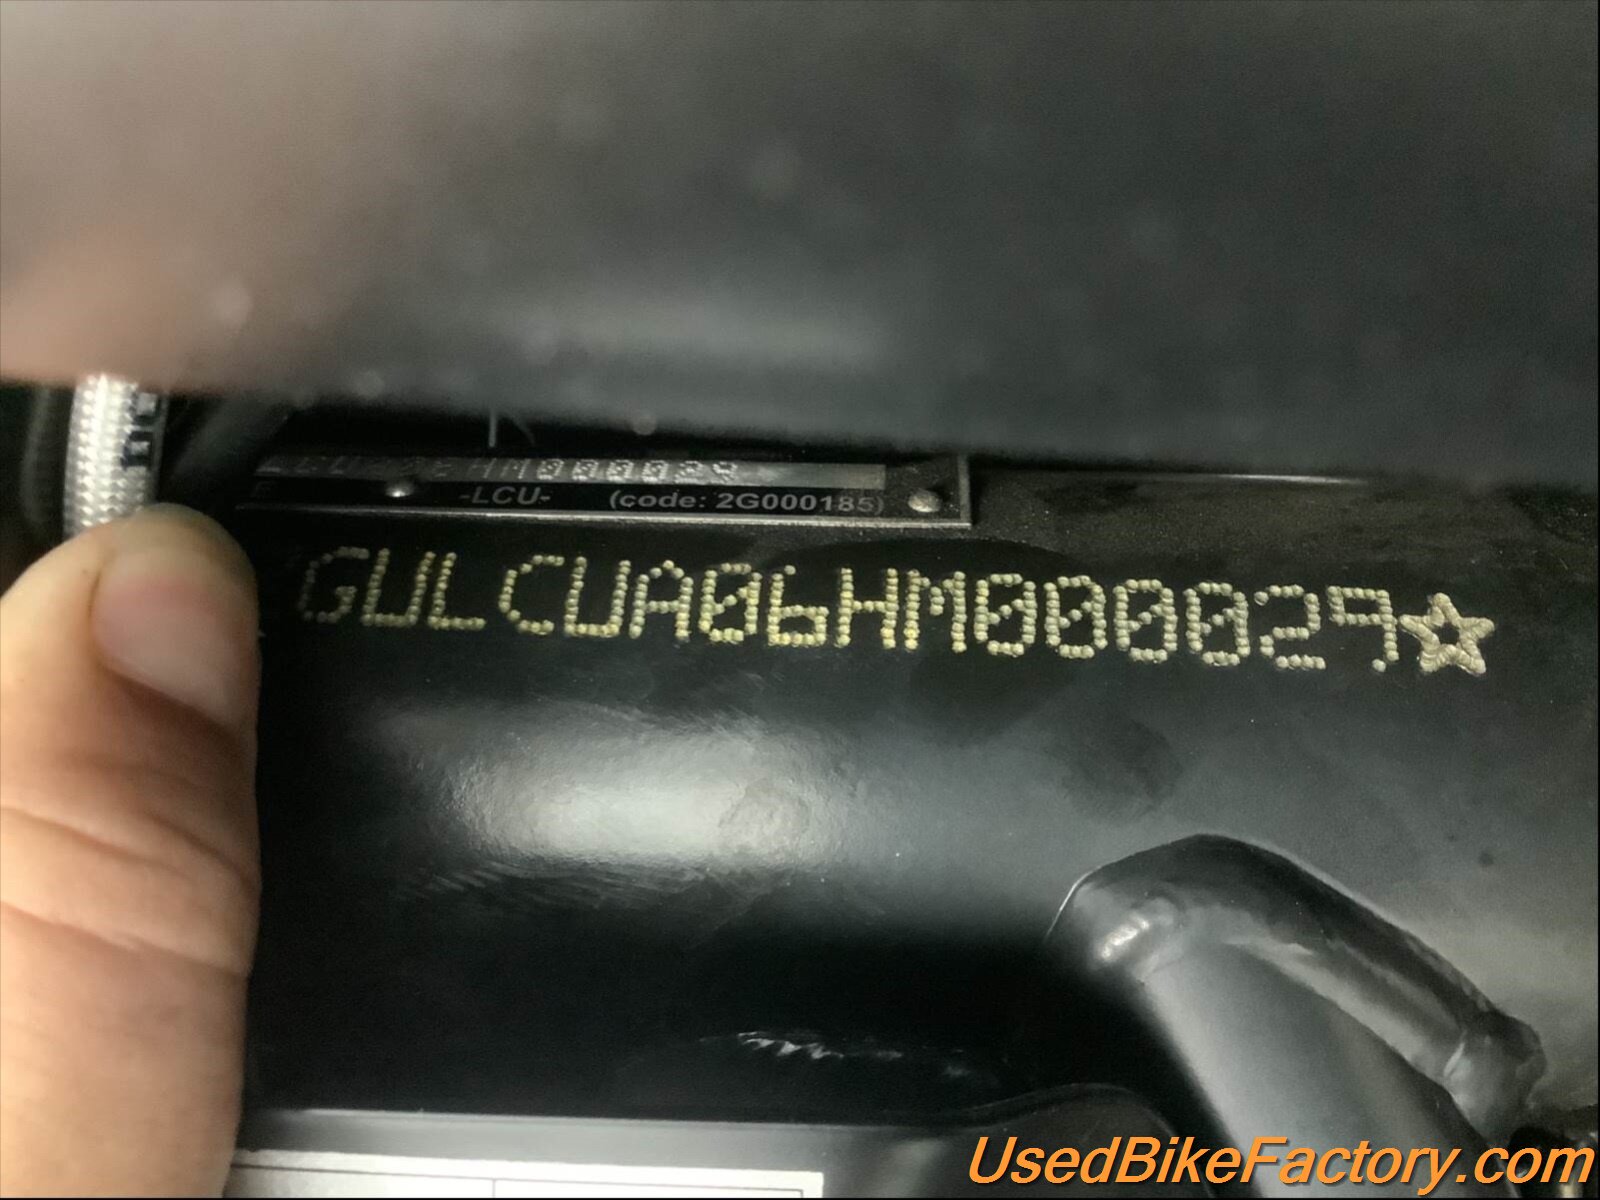 -LCU- (code: 2G000185)
GULCUA06HM000029☆
UsedBikeFactory.com